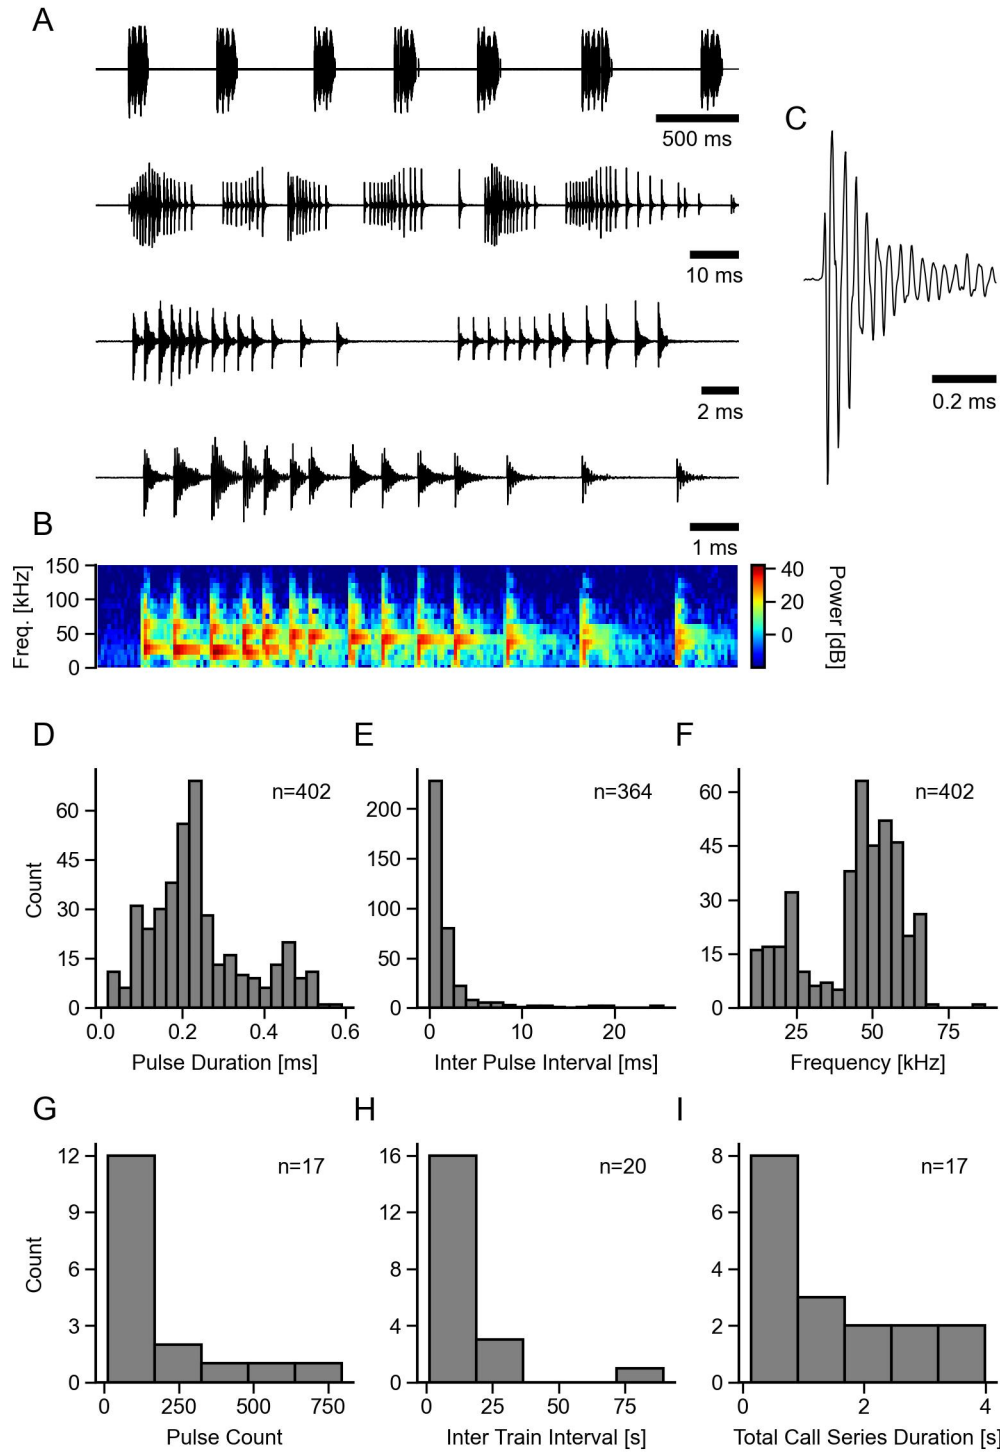 A
500 ms
C
10 ms
2 ms
0.2 ms
1 ms
B
Freq. [kHz]
150
100
50
0
40
20
0
Power [dB]
D
E
F
n=402
n=364
n=402
Count
60
45
30
15
0
200
150
100
50
0
60
45
30
15
0
0.0 0.2 0.4 0.6
0 10 20
25 50 75
Pulse Duration [ms]
Inter Pulse Interval [ms]
Frequency [kHz]
G
H
I
n=17
n=20
n=17
Count
12
9
6
3
0
16
12
8
4
0
8
6
4
2
0
0 250 500 750
0 25 50 75
0 2 4
Pulse Count
Inter Train Interval [s]
Total Call Series Duration [s]